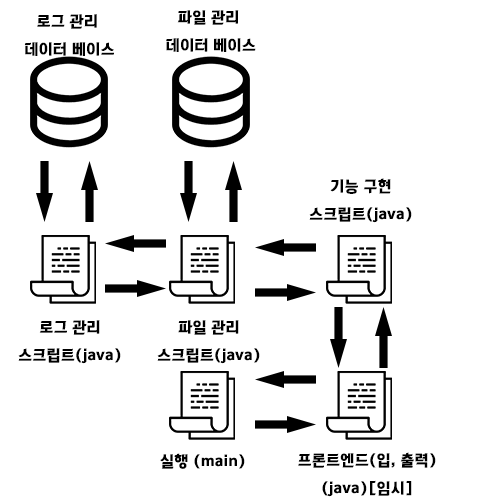 로그 관리
데이터 베이스
파일 관리
데이터 베이스
기능 구현
스크립트(java)
로그 관리
스크립트(java)
파일 관리
스크립트(java)
실행 (main)
프론트엔드(입, 출력)
(java)[임시]